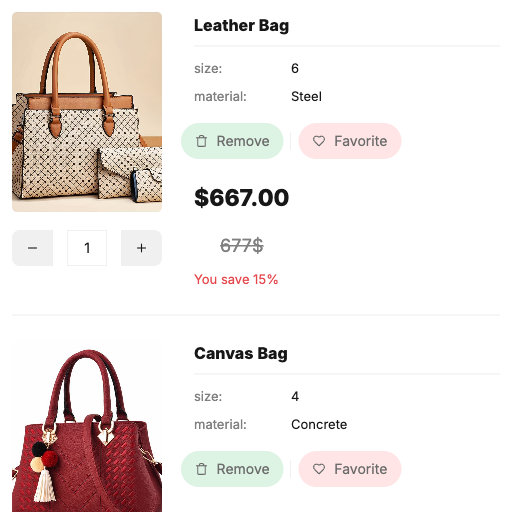 Leather Bag
size: 6
material: Steel
Remove Favorite
$667.00
− 1 +
677$
You save 15%
Canvas Bag
size: 4
material: Concrete
Remove Favorite